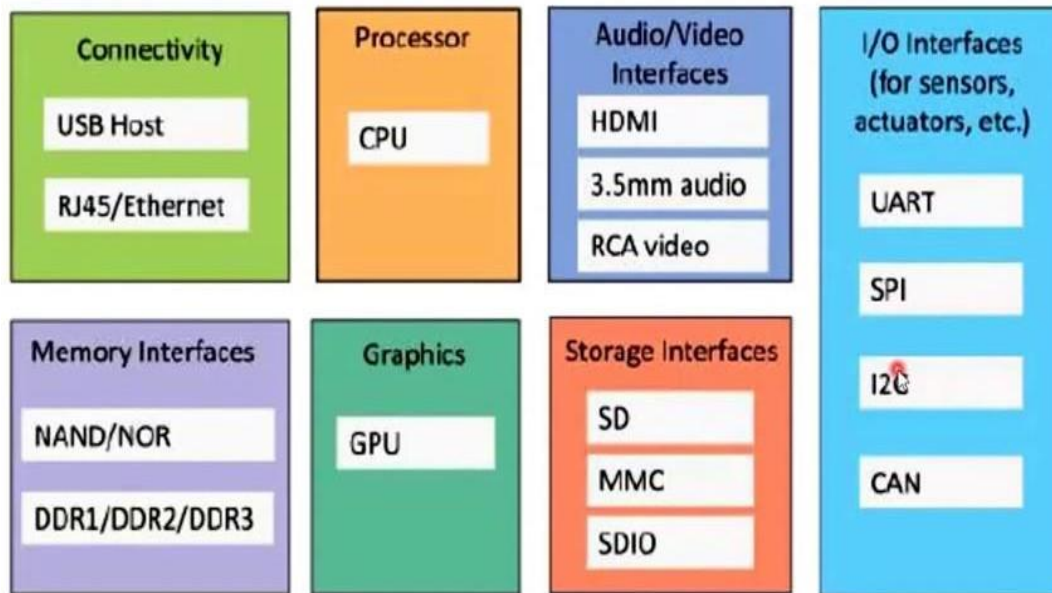 Connectivity
USB Host
RJ45/Ethernet
Processor
CPU
Audio/Video
Interfaces
HDMI
3.5mm audio
RCA video
I/O Interfaces
(for sensors,
actuators, etc.)
UART
SPI
I2C
CAN
Memory Interfaces
NAND/NOR
DDR1/DDR2/DDR3
Graphics
GPU
Storage Interfaces
SD
MMC
SDIO